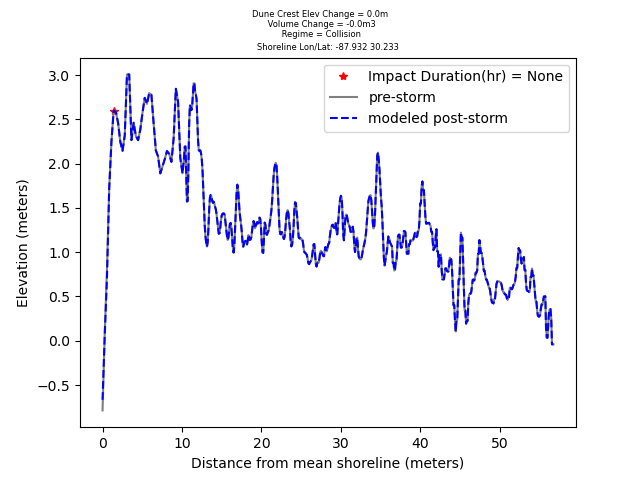 Dune Crest Elev Change = 0.0m
Volume Change = -0.0m3
Regime = Collision
Shoreline Lon/Lat: -87.932 30.233
Impact Duration(hr) = None
pre-storm
modeled post-storm
3.0
2.5
2.0
1.5
1.0
0.5
0.0
−0.5
Elevation (meters)
0 10 20 30 40 50
Distance from mean shoreline (meters)